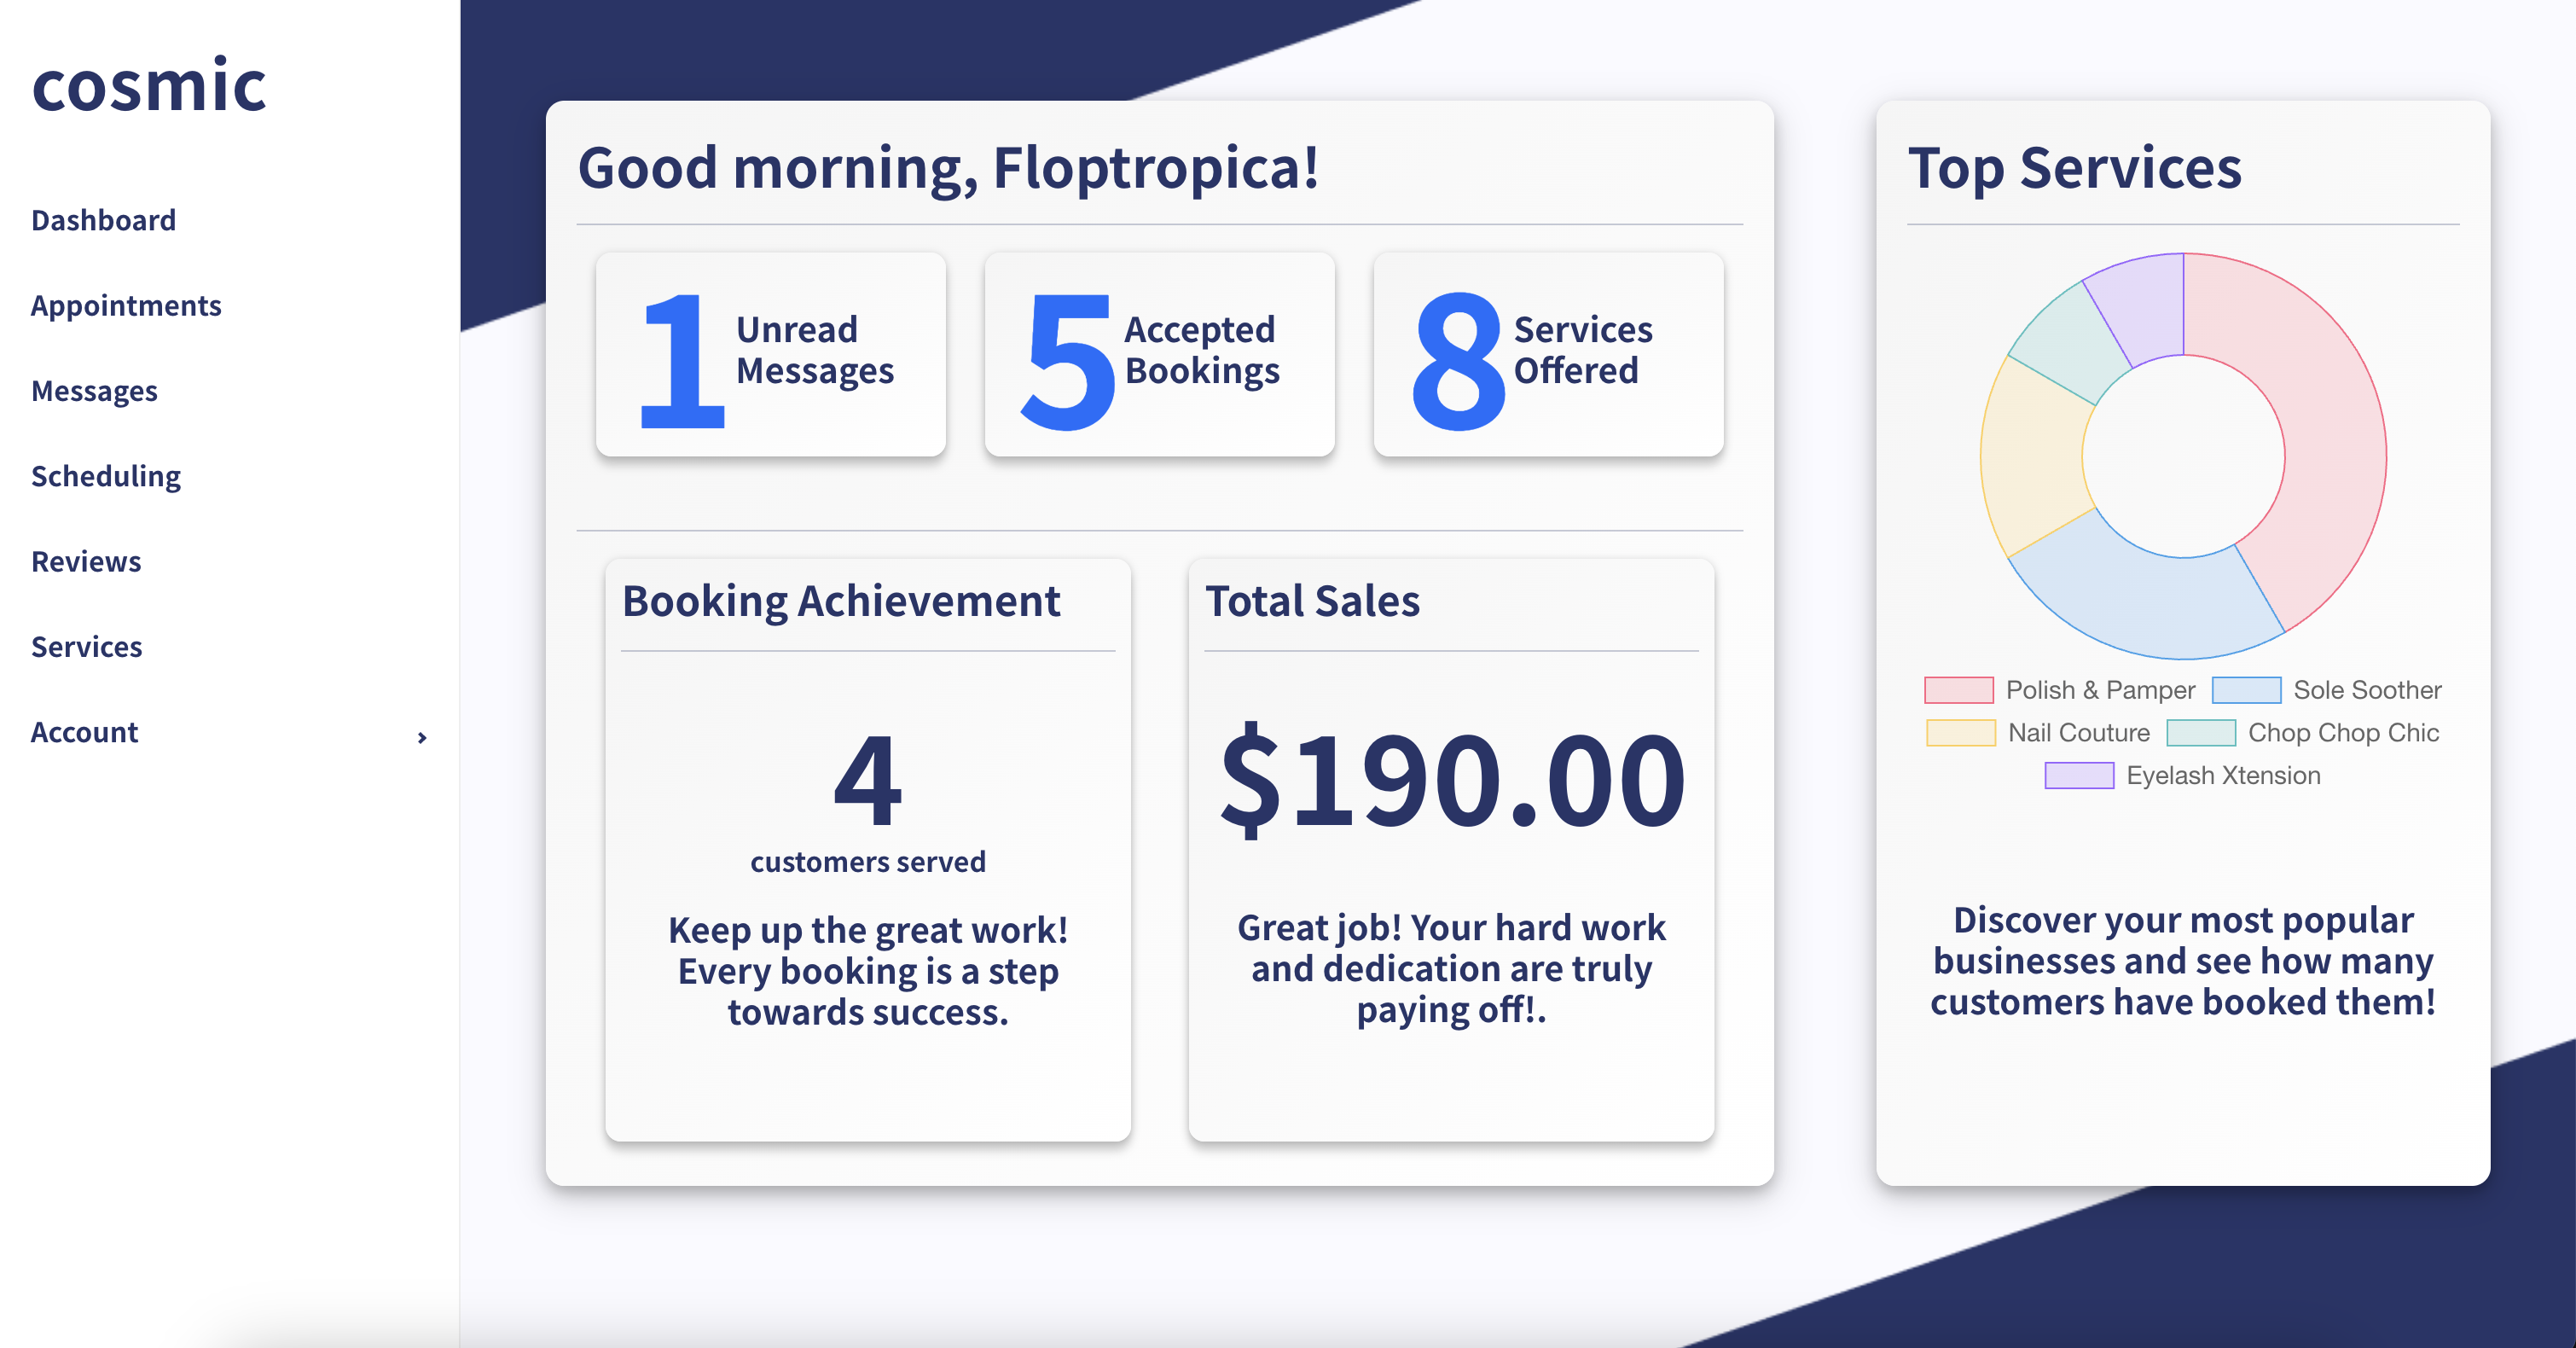 cosmic
Dashboard
Appointments
Messages
Scheduling
Reviews
Services
Account
Good morning, Floptropica!
1
Unread
Messages
5
Accepted
Bookings
8
Services
Offered
Booking Achievement
4
customers served
Keep up the great work!
Every booking is a step
towards success.
Total Sales
$190.00
Great job! Your hard work
and dedication are truly
paying off!.
Top Services
Polish & Pamper Sole Soother
Nail Couture Chop Chop Chic
Eyelash Xtension
Discover your most popular
businesses and see how many
customers have booked them!